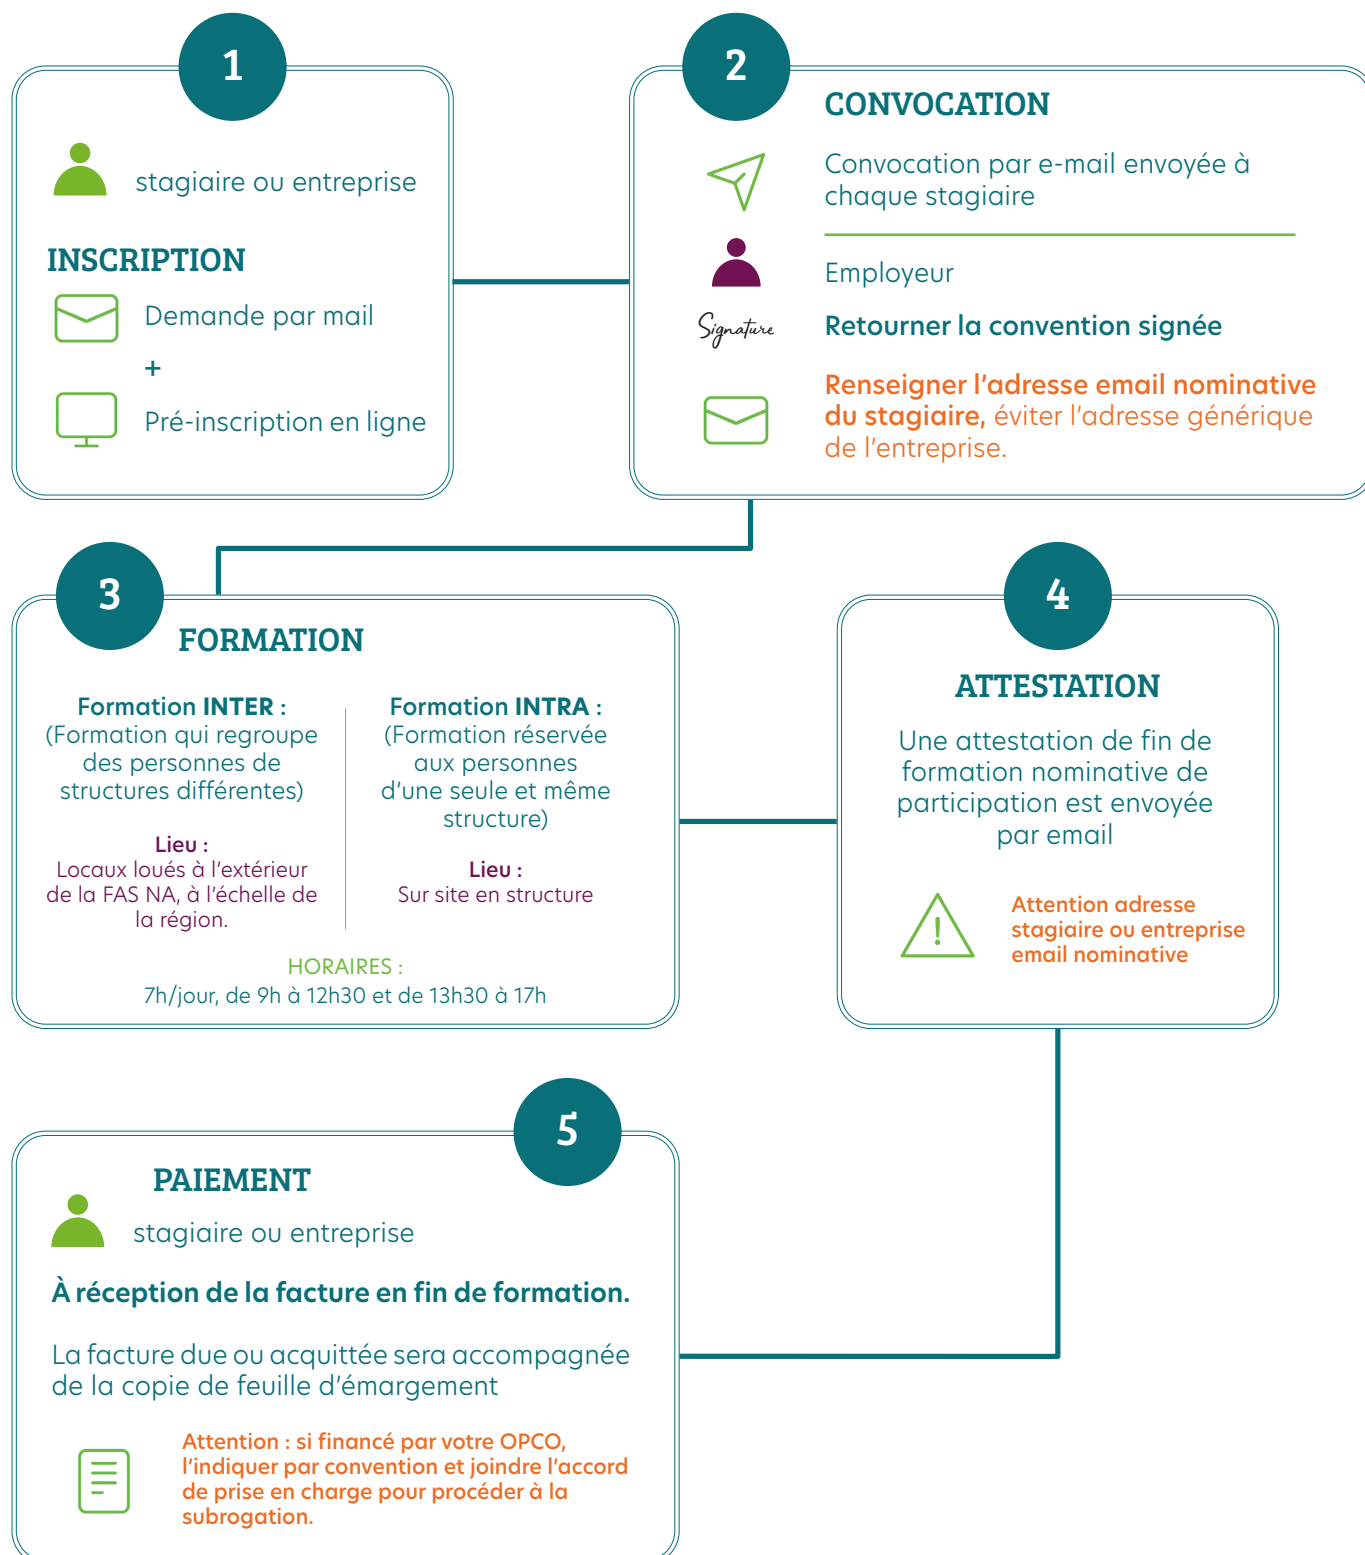 1
stagiaire ou entreprise
INSCRIPTION
Demande par mail
+
Pré-inscription en ligne
2
CONVOCATION
Convocation par e-mail envoyée à
chaque stagiaire
Employeur
Signature
Retourner la convention signée
Renseigner l'adresse email nominative
du stagiaire, éviter l'adresse générique
de l'entreprise.
3
FORMATION
Formation INTER :
(Formation qui regroupe
des personnes de
structures différentes)
Lieu :
Locaux loués à l'extérieur
de la FAS NA, à l'échelle de
la région.
Formation INTRA :
(Formation réservée
aux personnes
d'une seule et même
structure)
Lieu :
Sur site en structure
HORAIRES :
7h/jour, de 9h à 12h30 et de 13h30 à 17h
4
ATTESTATION
Une attestation de fin de
formation nominative de
participation est envoyée
par email
!
Attention adresse
stagiaire ou entreprise
email nominative
5
PAIEMENT
stagiaire ou entreprise
À réception de la facture en fin de formation.
La facture due ou acquittée sera accompagnée
de la copie de feuille d'émargement
Attention : si financé par votre OPCO,
l'indiquer par convention et joindre l'accord
de prise en charge pour procéder à la
subrogation.